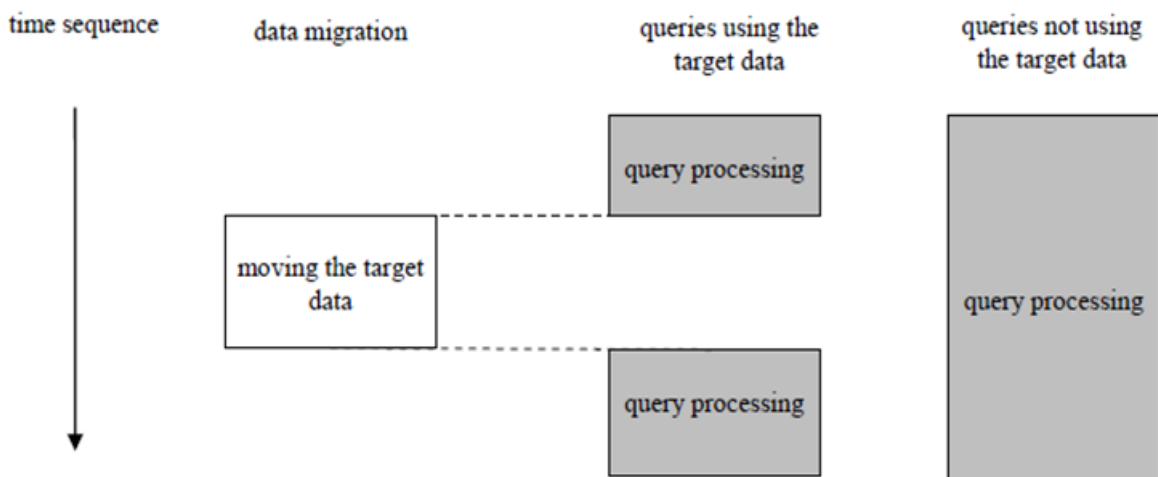 time sequence
data migration
queries using the
target data
queries not using
the target data
query processing
moving the target
data
query processing
query processing